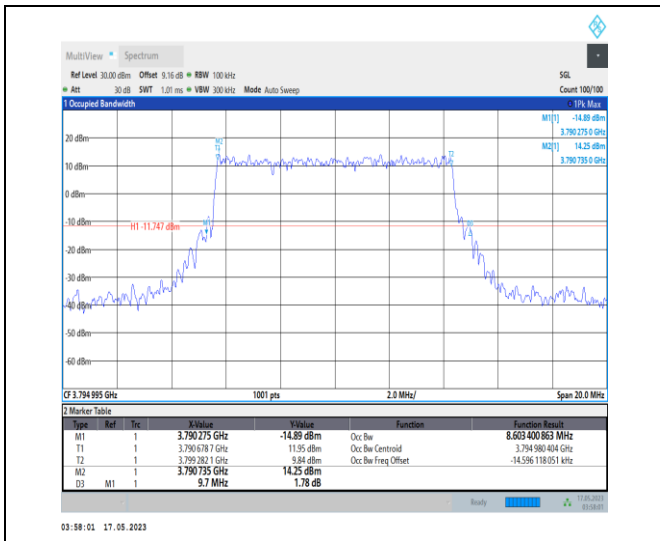 MultiView Spectrum
Ref Level 30.00 dBm Offset 9.16 dB RBW 100 kHz SGL
Att 30 dB SWT 1.01 ms VBW 300 kHz Mode Auto Sweep Count 100/100
1 Occupied Bandwidth 1Pk Max
M1[1] -14.89 dBm
3.790 275 0 GHz
M2[1] 14.25 dBm
3.790 735 0 GHz
20 dBm
10 dBm
0 dBm
-10 dBm
H1 -11.747 dBm
M1
-20 dBm
-30 dBm
-40 dBm
-50 dBm
-60 dBm
CF 3.794 995 GHz 1001 pts 2.0 MHz/ Span 20.0 MHz
2 Marker Table
Type Ref Trc X-Value Y-Value Function Function Result
M1 1 3.790 275 GHz -14.89 dBm Occ Bw 8.603 400 863 MHz
T1 1 3.790 678 7 GHz 11.95 dBm Occ Bw Centroid 3.794 980 404 GHz
T2 1 3.799 282 1 GHz 9.84 dBm Occ Bw Freq Offset -14.596 118 051 kHz
M2 1 3.790 735 GHz 14.25 dBm
D3 M1 1 9.7 MHz 1.78 dB
Ready 17.05.2023
03:58:01
03:58:01 17.05.2023